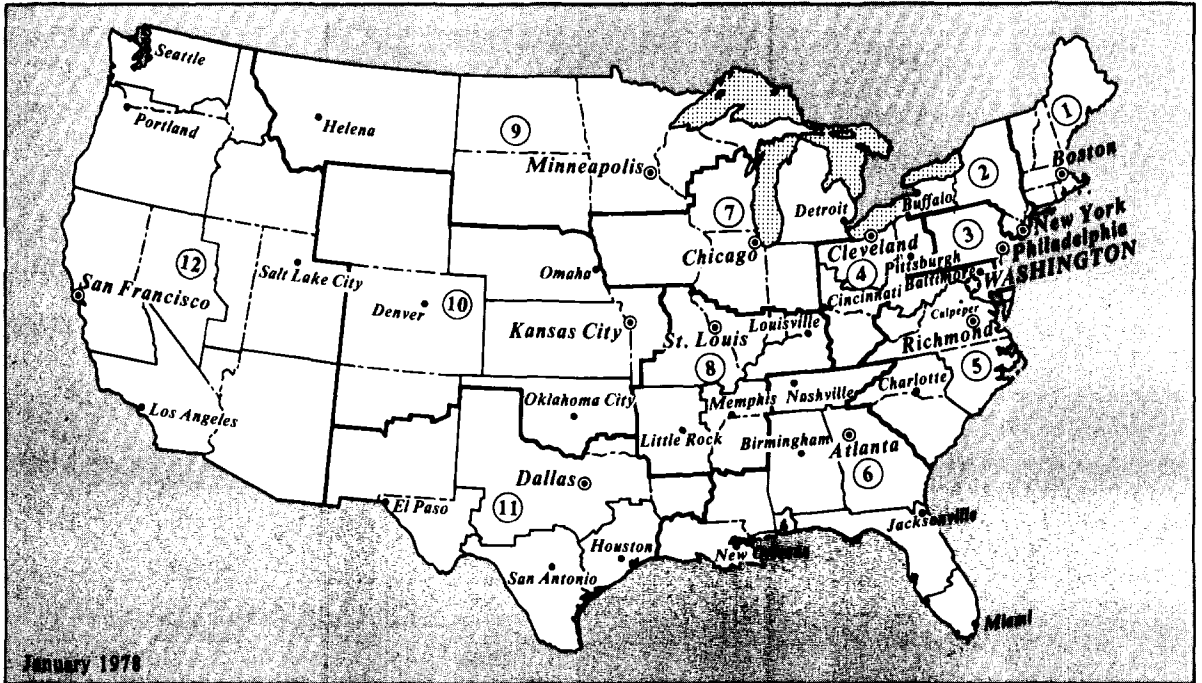 Seattle
Portland
Helena
9
Minneapolis
1
Boston
2
Buffalo
7
Detroit
New York
3
Philadelphia
Cleveland
Pittsburgh
WASHINGTON
Chicago
4
Baltimore
12
Salt Lake City
Omaha
Cincinnati
San Francisco
Denver
10
Kansas City
St. Louis
Louisville
Culpeper
Richmond
8
5
Charlotte
Nashville
Memphis
Oklahoma City
Los Angeles
Little Rock
Birmingham
Atlanta
6
Dallas
11
El Paso
Jacksonville
Houston
New
San Antonio
Miami
January 1978